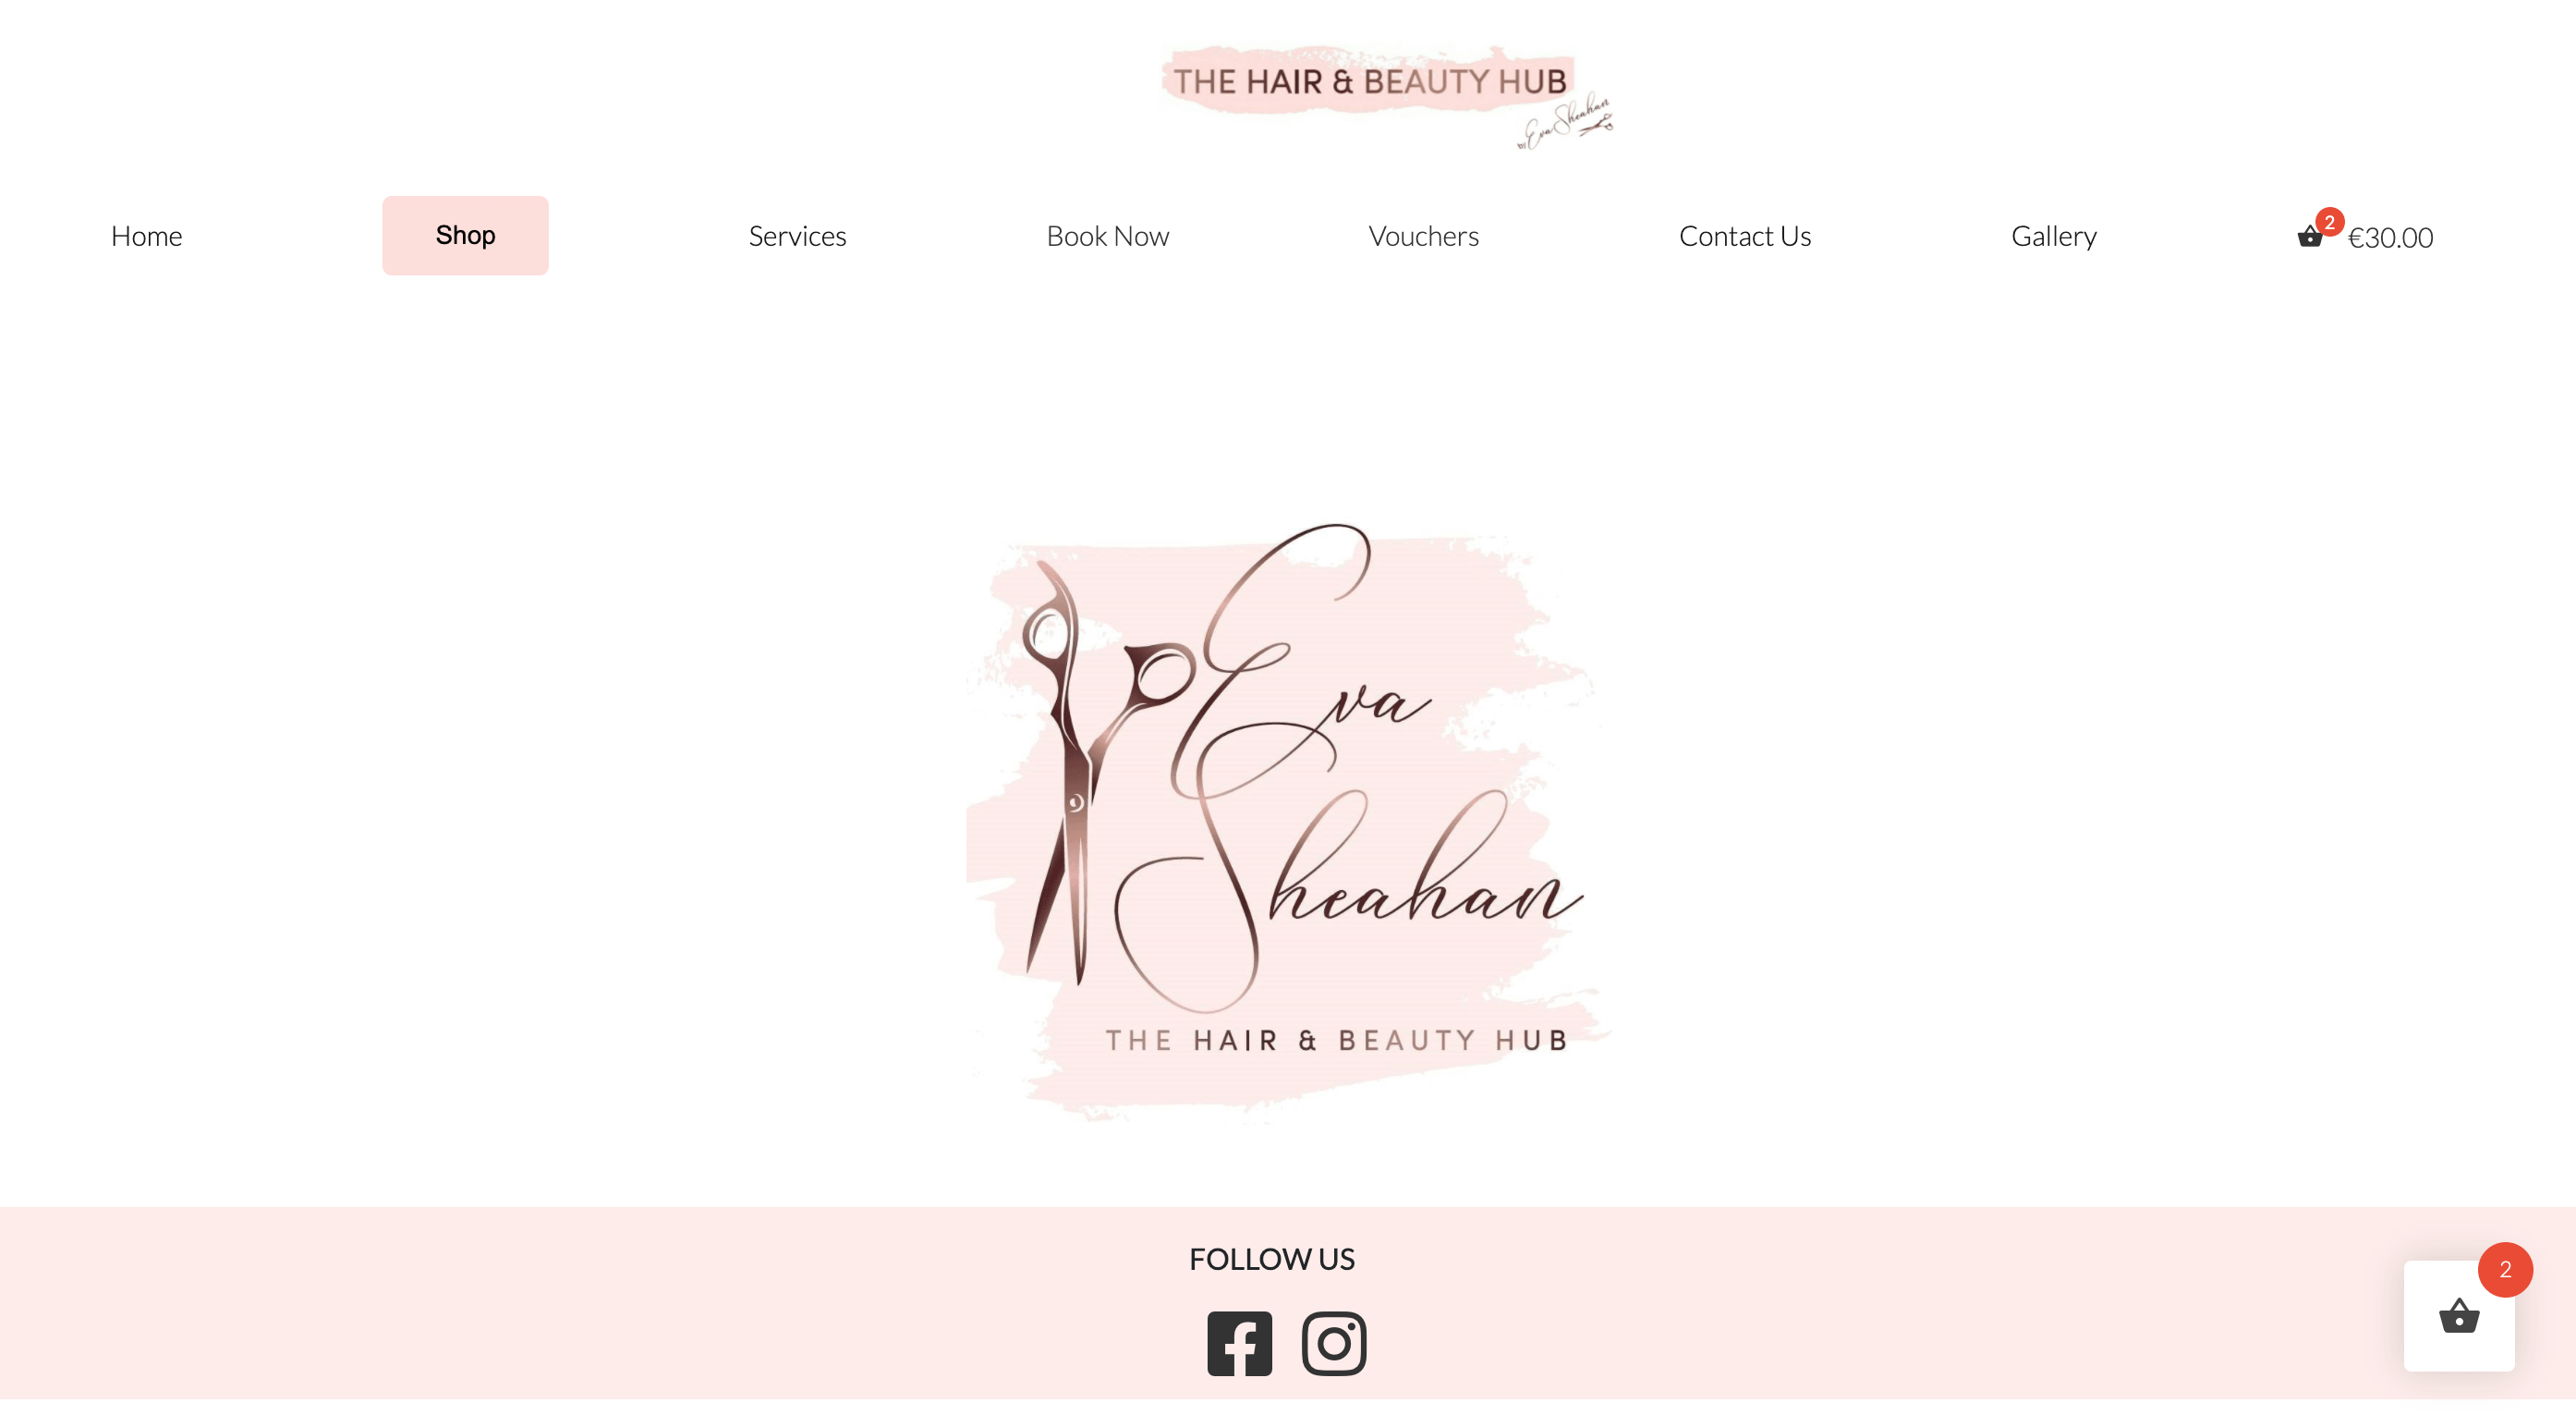 THE HAIR & BEAUTY HUB
by Eva Sheahan
Home Shop Services Book Now Vouchers Contact Us Gallery 2 €30.00
Eva
Sheahan
THE HAIR & BEAUTY HUB
FOLLOW US
2